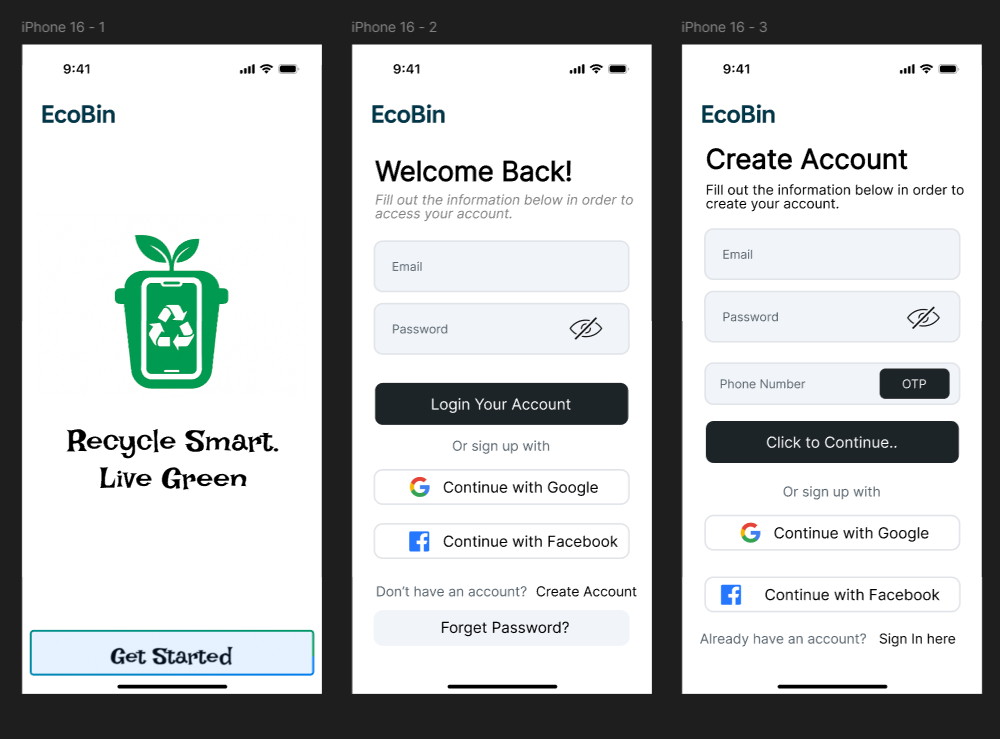 iPhone 16 - 1
9:41
EcoBin
Recycle Smart.
Live Green
Get Started
iPhone 16 - 2
9:41
EcoBin
Welcome Back!
Fill out the information below in order to
access your account.
Email
Password
Login Your Account
Or sign up with
Continue with Google
Continue with Facebook
Don't have an account? Create Account
Forget Password?
iPhone 16 - 3
9:41
EcoBin
Create Account
Fill out the information below in order to
create your account.
Email
Password
Phone Number OTP
Click to Continue..
Or sign up with
Continue with Google
Continue with Facebook
Already have an account? Sign In here